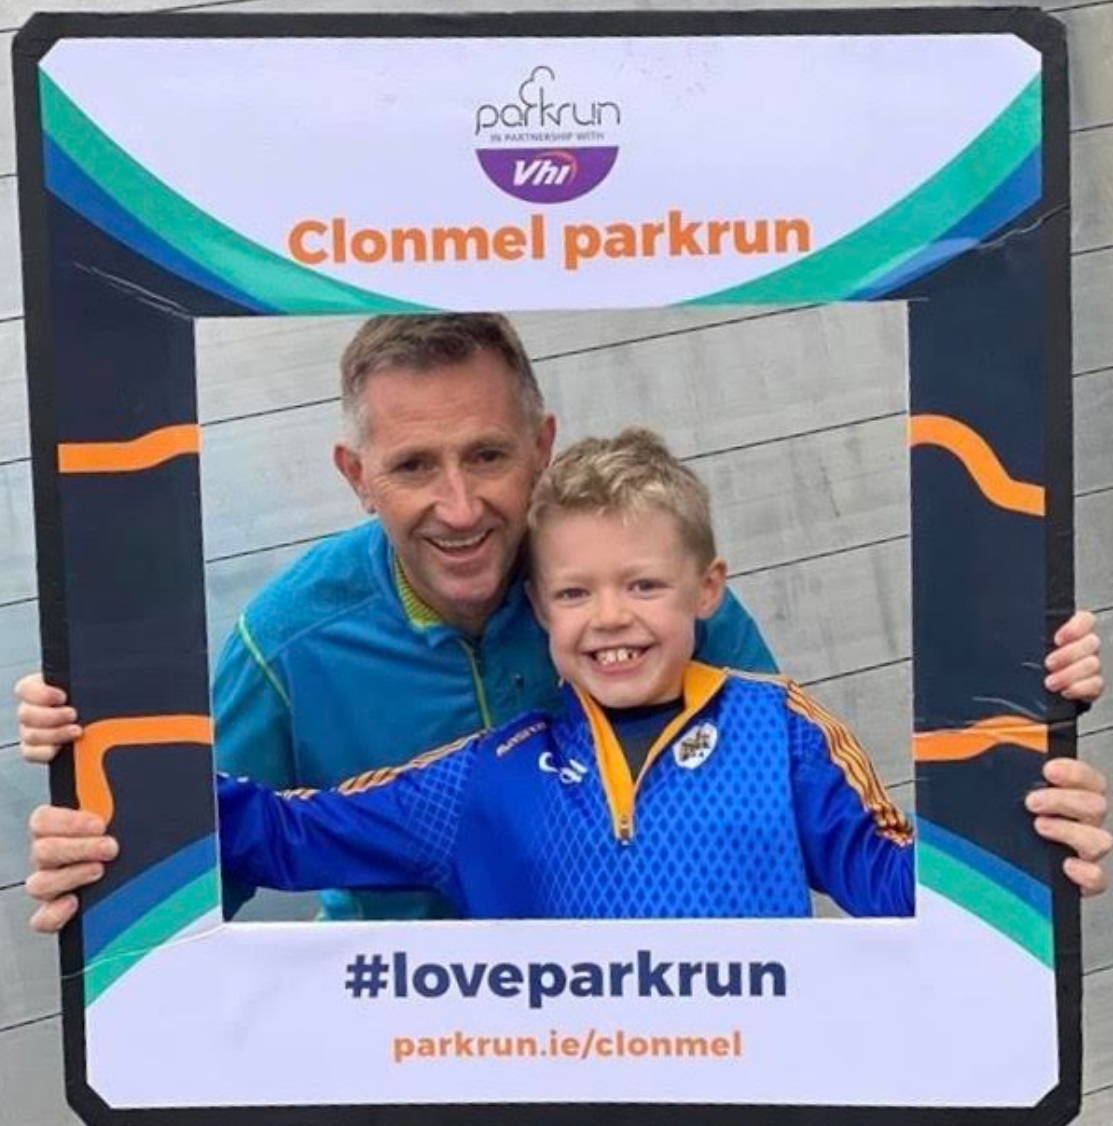 parkrun
IN PARTNERSHIP WITH
Vhi
Clonmel parkrun
#loveparkrun
parkrun.ie/clonmel